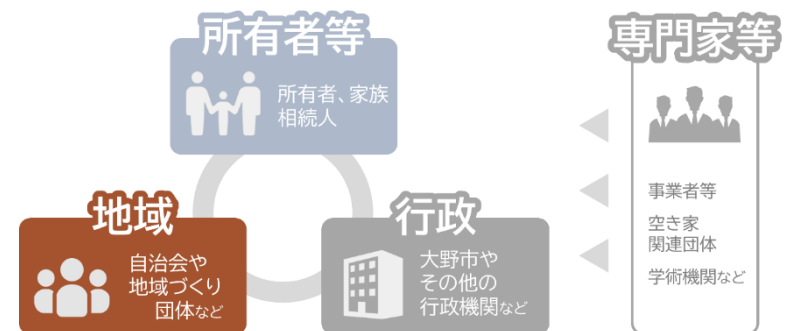 所有者等
所有者、家族
相続人
地域
自治会や
地域づくり
団体など
行政
大野市や
その他の
行政機関など
専門家等
事業者等
空き家
関連団体
学術機関など